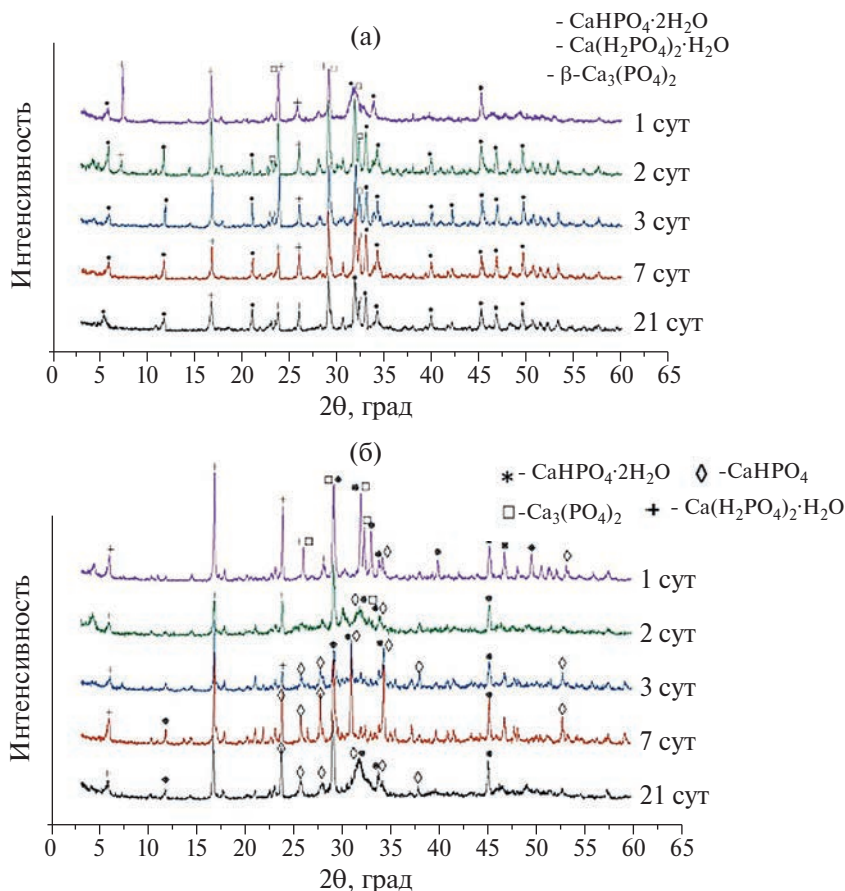 (а)
- CaHPO₄·2H₂O
- Ca(H₂PO₄)₂·H₂O
- β-Ca₃(PO₄)₂
Интенсивность
1 сут
2 сут
3 сут
7 сут
21 сут
0 5 10 15 20 25 30 35 40 45 50 55 60 65
2θ, град
(б)
* - CaHPO₄·2H₂O ◊ -CaHPO₄
□ -Ca₃(PO₄)₂ + - Ca(H₂PO₄)₂·H₂O
Интенсивность
1 сут
2 сут
3 сут
7 сут
21 сут
0 5 10 15 20 25 30 35 40 45 50 55 60 65
2θ, град